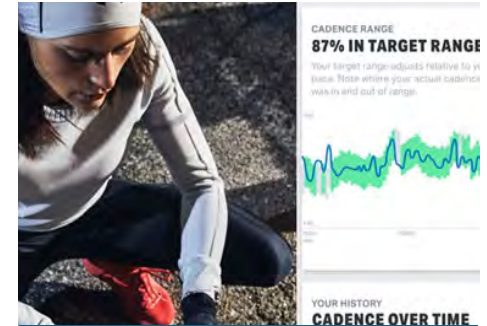 CADENCE RANGE
87% IN TARGET RANGE
Your target range adjusts relative to
pace. Note where your actual cadence
was in and out of range.
YOUR HISTORY
CADENCE OVER TIME